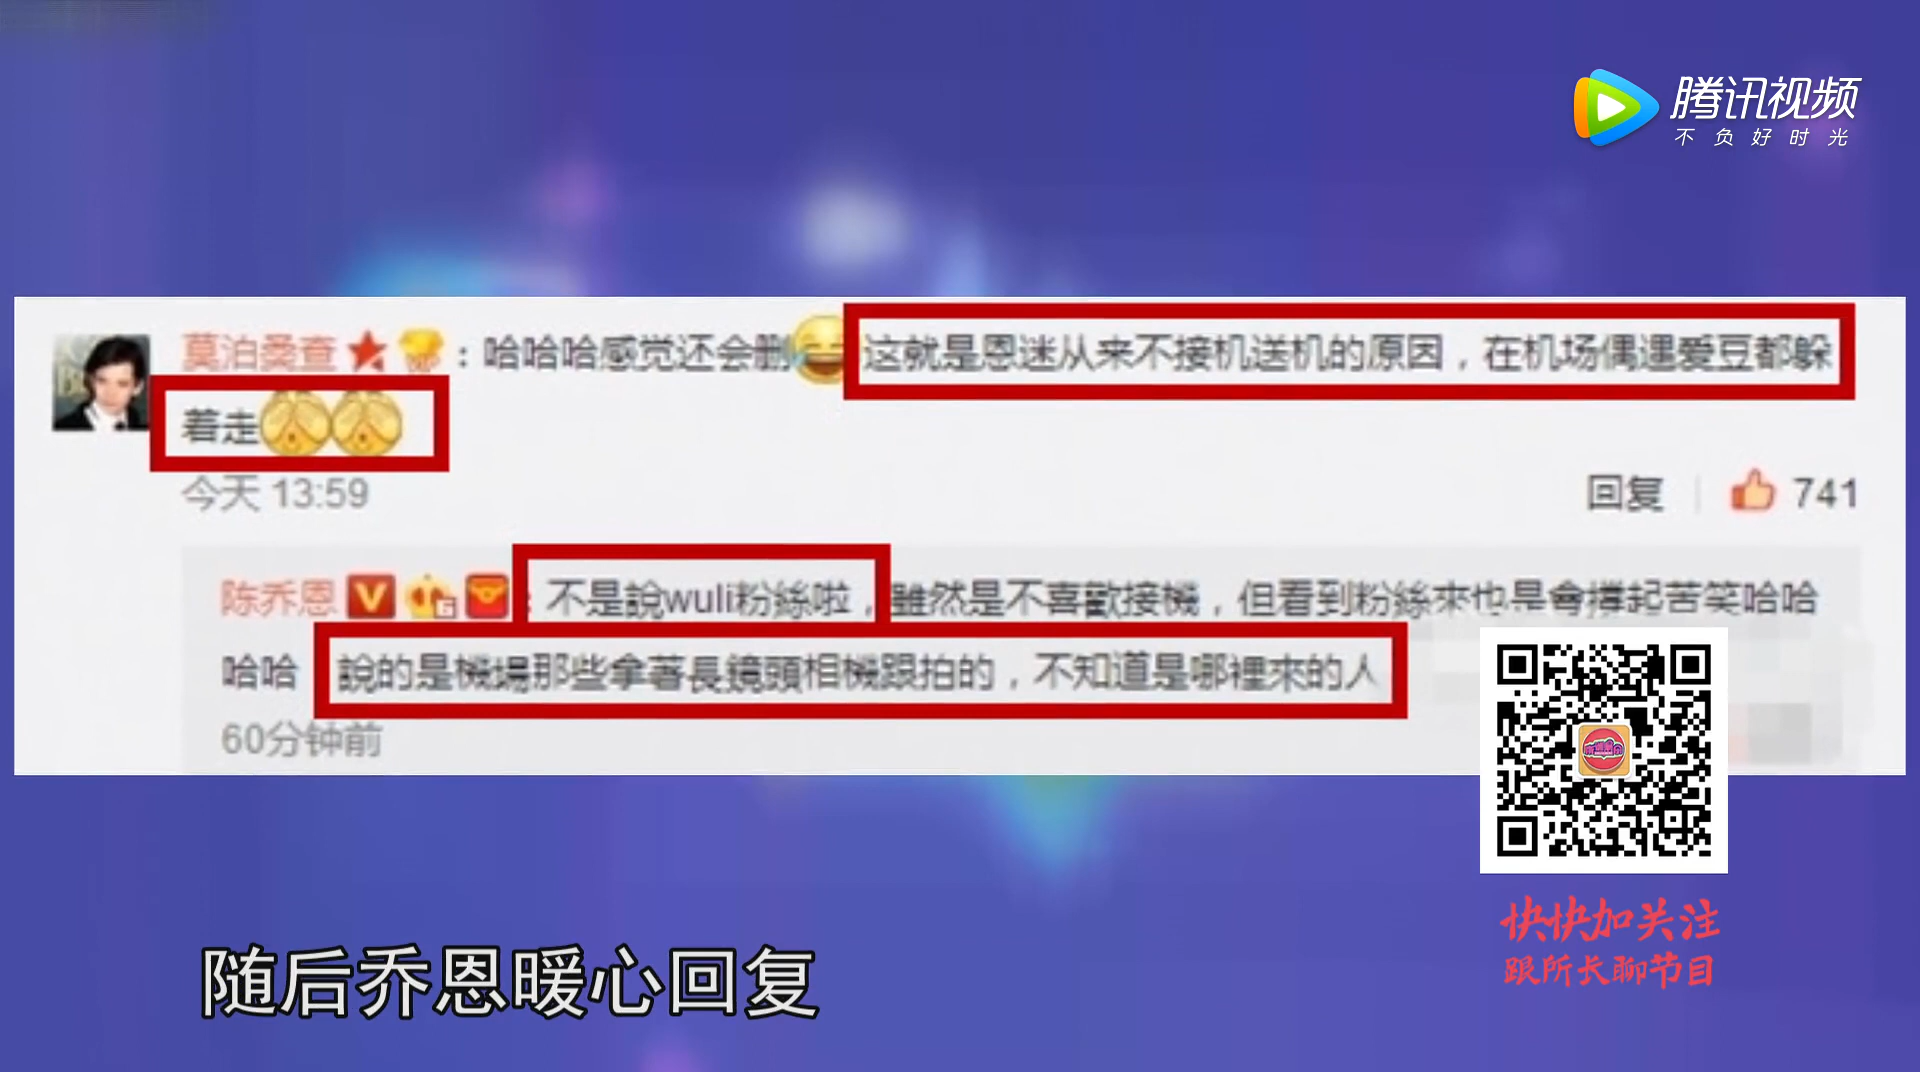 腾讯视频
不负好时光
莫泊桑查：哈哈哈感觉还会删这就是恩迷从来不接机送机的原因，在机场偶遇爱豆都躲
着走
今天 13:59
回复 741
陈乔恩：不是說wuli粉絲啦，雖然是不喜歡接機，但看到粉絲來也是會撐起苦笑哈哈
哈哈 說的是機場那些拿著長鏡頭相機跟拍的，不知道是哪裡來的人
60分钟前
快快加关注
跟所长聊节目
随后乔恩暖心回复